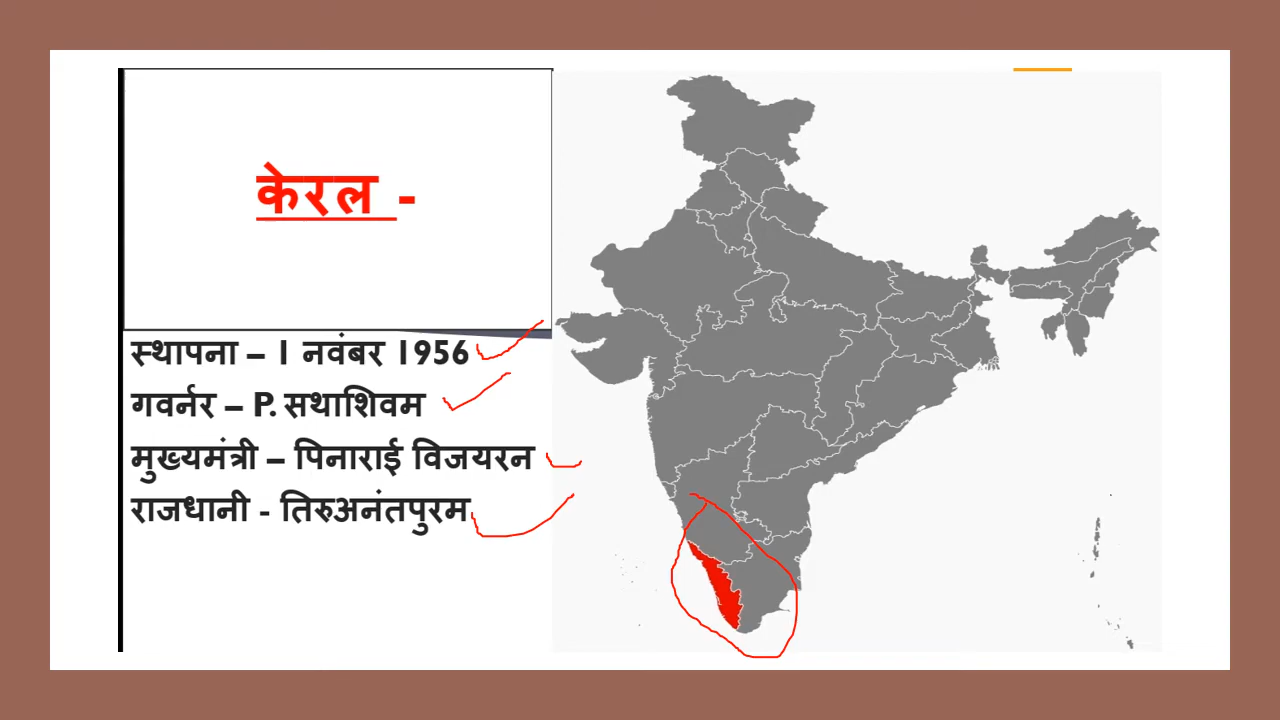 केरल -
स्थापना – 1 नवंबर 1956
गवर्नर – P. सथाशिवम
मुख्यमंत्री – पिनाराई विजयरन
राजधानी - तिरुअनंतपुरम